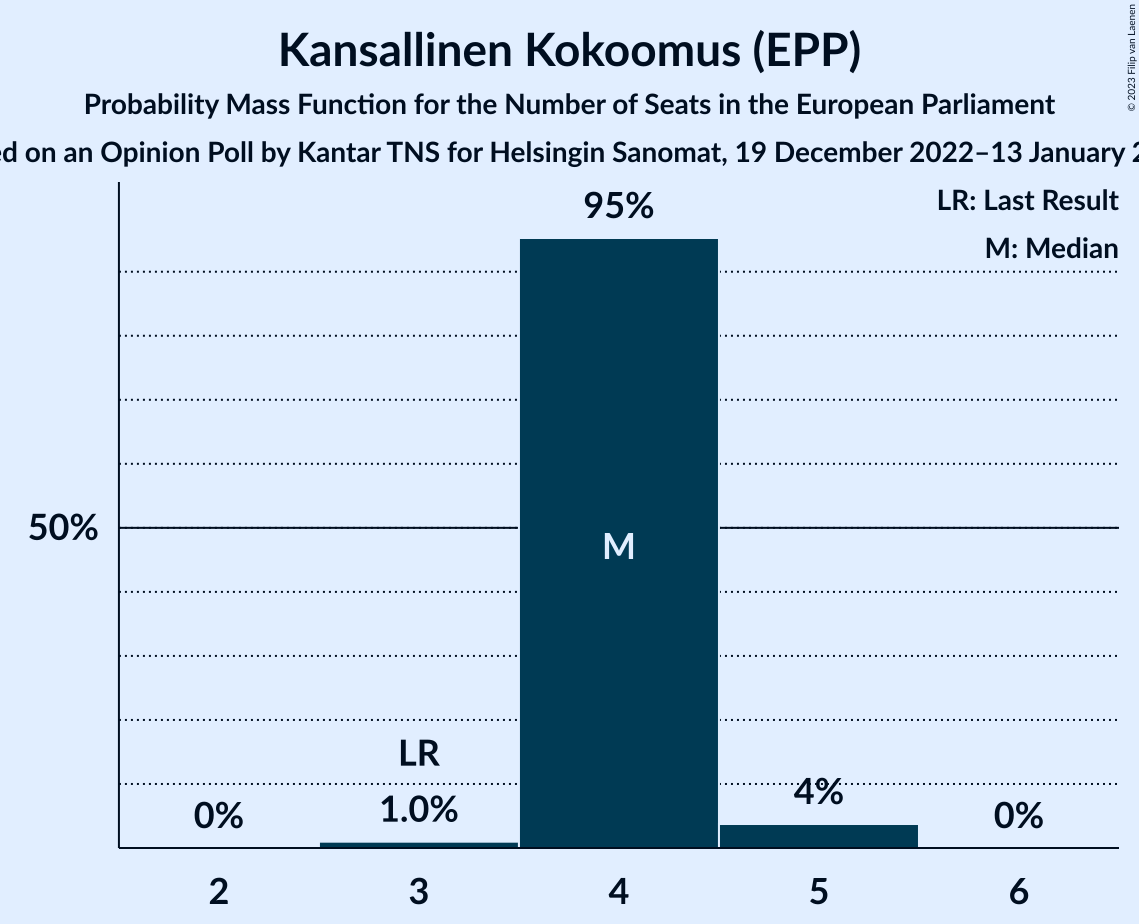 Kansallinen Kokoomus (EPP)
© 2023 Filip van Laenen
Probability Mass Function for the Number of Seats in the European Parliament
on an Opinion Poll by Kantar TNS for Helsingin Sanomat, 19 December 2022–13 January
LR: Last Result
M: Median
95%
50%
M
LR
0%
1.0%
4%
0%
2 3 4 5 6